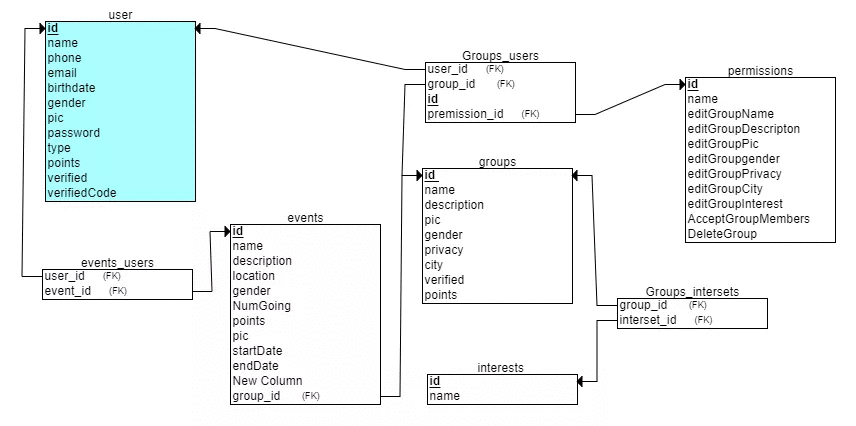 user
id
name
phone
email
birthdate
gender
pic
password
type
points
verified
verifiedCode
Groups_users
user_id (FK)
group_id (FK)
id
premission_id (FK)
permissions
id
name
editGroupName
editGroupDescripton
editGroupPic
editGroupgender
editGroupPrivacy
editGroupCity
editGroupInterest
AcceptGroupMembers
DeleteGroup
groups
id
name
description
pic
gender
privacy
city
verified
points
events
id
name
description
location
gender
NumGoing
points
pic
startDate
endDate
New Column
group_id (FK)
events_users
user_id (FK)
event_id (FK)
Groups_intersets
group_id (FK)
interset_id (FK)
interests
id
name